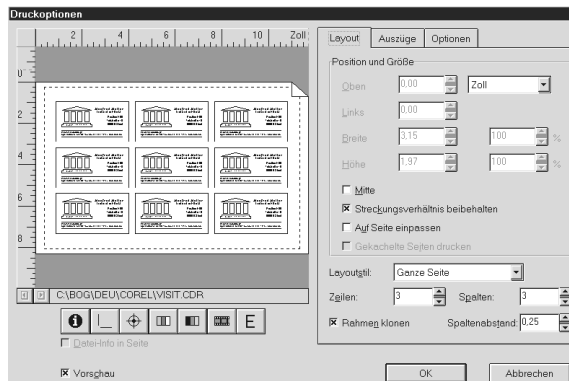 Druckoptionen
2 4 6 8 10 Zoll
0
2
4
6
8
C:\BOG\DEU\COREL\VISIT.CDR
E
Datei-Info in Seite
Vorschau
Layout Auszüge Optionen
Position und Größe
Oben 0,00 Zoll
Links 0,00
Breite 3,15 100 %
Höhe 1,97 100 %
Mitte
Streckungsverhältnis beibehalten
Auf Seite einpassen
Gekachelte Seiten drucken
Layoutstil: Ganze Seite
Zeilen: 3 Spalten: 3
Rahmen klonen Spaltenabstand: 0,25
OK Abbrechen